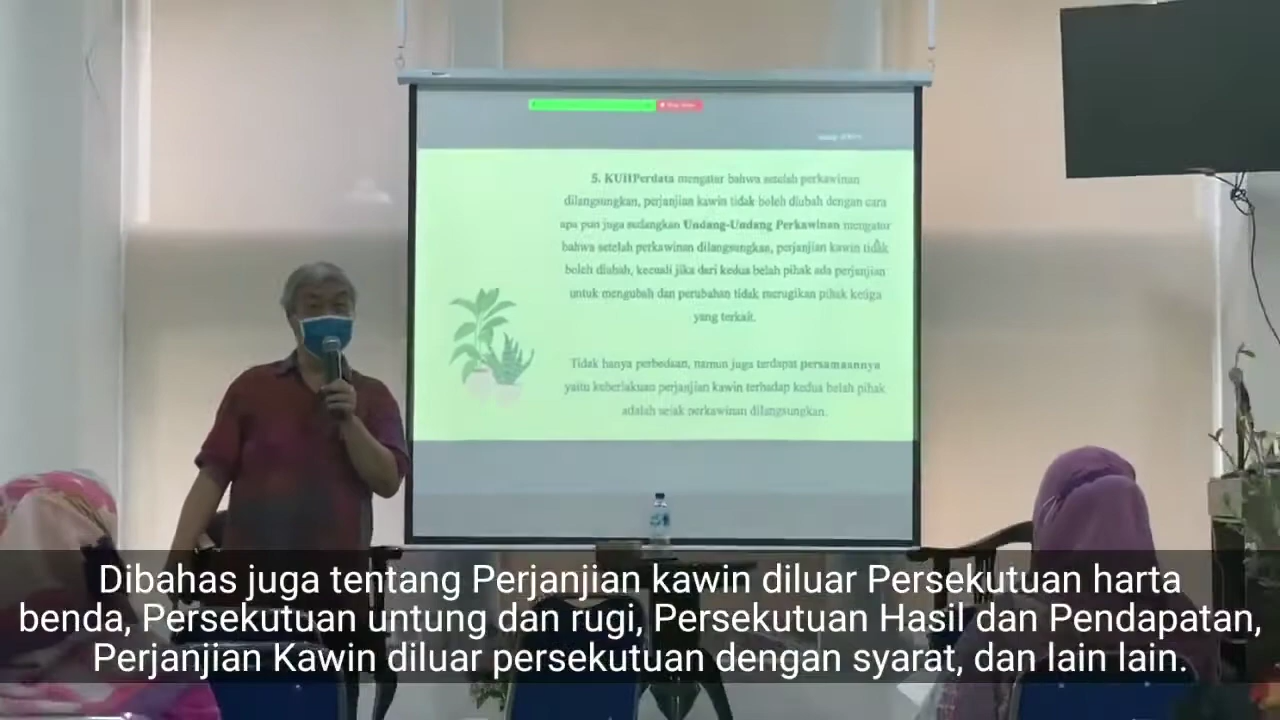 5. KUHPerdata mengatur bahwa setelah perkawinan
dilangsungkan, perjanjian kawin tidak boleh diubah dengan cara
apa pun juga sedangkan Undang-Undang Perkawinan mengatur
bahwa setelah perkawinan dilangsungkan, perjanjian kawin tidak
boleh diubah, kecuali jika dari kedua belah pihak ada perjanjian
untuk mengubah dan perubahan tidak merugikan pihak ketiga
yang terkait.
Tidak hanya perbedaan, namun juga terdapat persamaannya
yaitu keberlakuan perjanjian kawin terhadap kedua belah pihak
adalah sejak perkawinan dilangsungkan.
Dibahas juga tentang Perjanjian kawin diluar Persekutuan harta
benda, Persekutuan untung dan rugi, Persekutuan Hasil dan Pendapatan,
Perjanjian Kawin diluar persekutuan dengan syarat, dan lain lain.